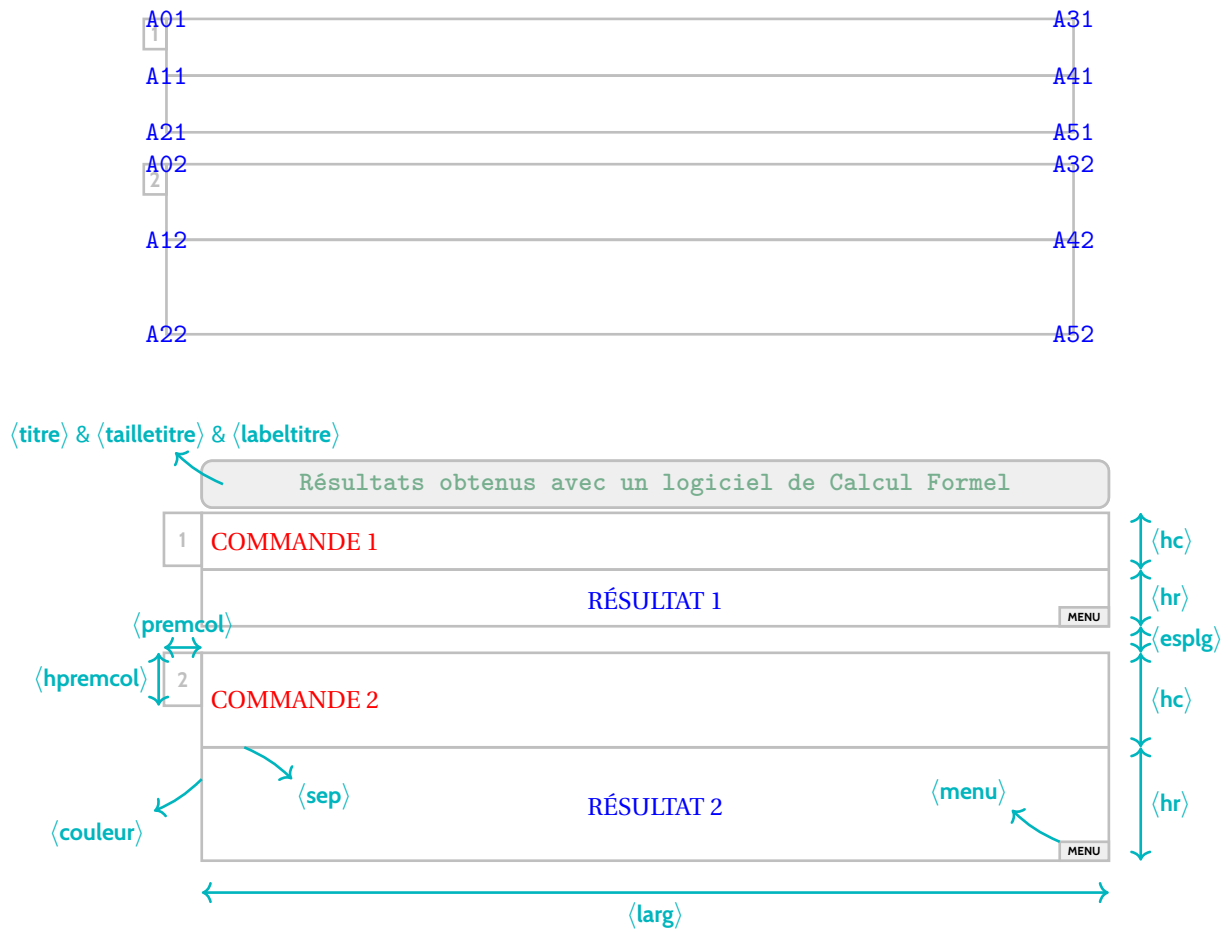 A01 A31
1
A11 A41
A21 A51
A02 A32
2
A12 A42
A22 A52
⟨titre⟩ & ⟨tailletitre⟩ & ⟨labeltitre⟩
Résultats obtenus avec un logiciel de Calcul Formel
1 COMMANDE 1 ⟨hc⟩
RÉSULTAT 1 ⟨hr⟩
MENU
⟨premcol⟩ ⟨esplg⟩
⟨hpremcol⟩ 2 COMMANDE 2 ⟨hc⟩
⟨sep⟩ RÉSULTAT 2 ⟨menu⟩ ⟨hr⟩
⟨couleur⟩
MENU
⟨larg⟩